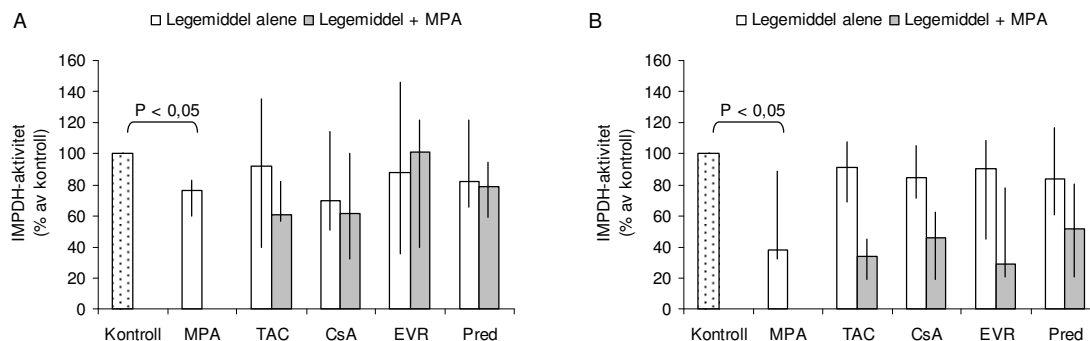 A
Legemiddel alene Legemiddel + MPA
IMPDH-aktivitet
(% av kontroll)
160
140
120
100
80
60
40
20
0
P < 0,05
Kontroll MPA TAC CsA EVR Pred
B
Legemiddel alene Legemiddel + MPA
IMPDH-aktivitet
(% av kontroll)
160
140
120
100
80
60
40
20
0
P < 0,05
Kontroll MPA TAC CsA EVR Pred